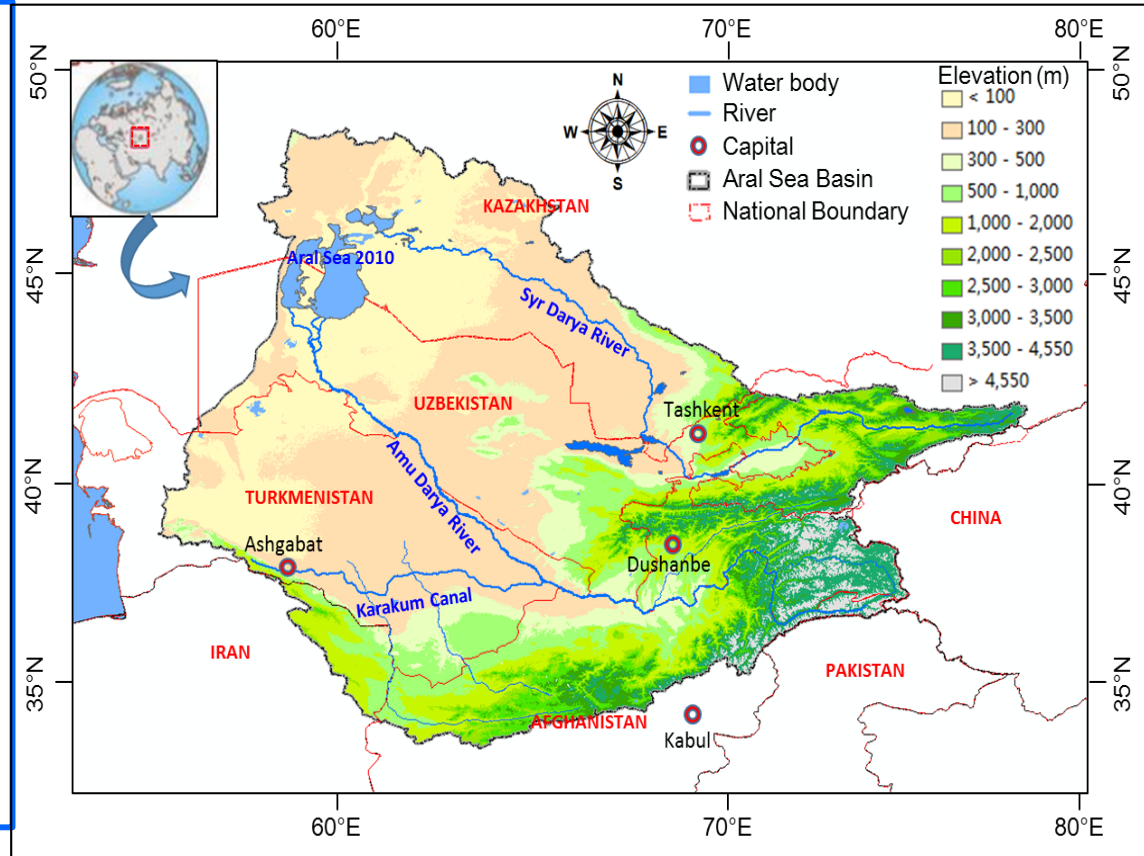 60°E 70°E 80°E
50°N 50°N
N
W E
S
Water body
River
Capital
Aral Sea Basin
National Boundary
Elevation (m)
< 100
100 - 300
300 - 500
500 - 1,000
1,000 - 2,000
2,000 - 2,500
2,500 - 3,000
3,000 - 3,500
3,500 - 4,550
> 4,550
KAZAKHSTAN
45°N 45°N
Aral Sea 2010
Syr Darya River
UZBEKISTAN
Tashkent
Amu Darya River
40°N 40°N
TURKMENISTAN
CHINA
Ashgabat
Dushanbe
Karakum Canal
IRAN
PAKISTAN
35°N 35°N
AFGHANISTAN
Kabul
60°E 70°E 80°E